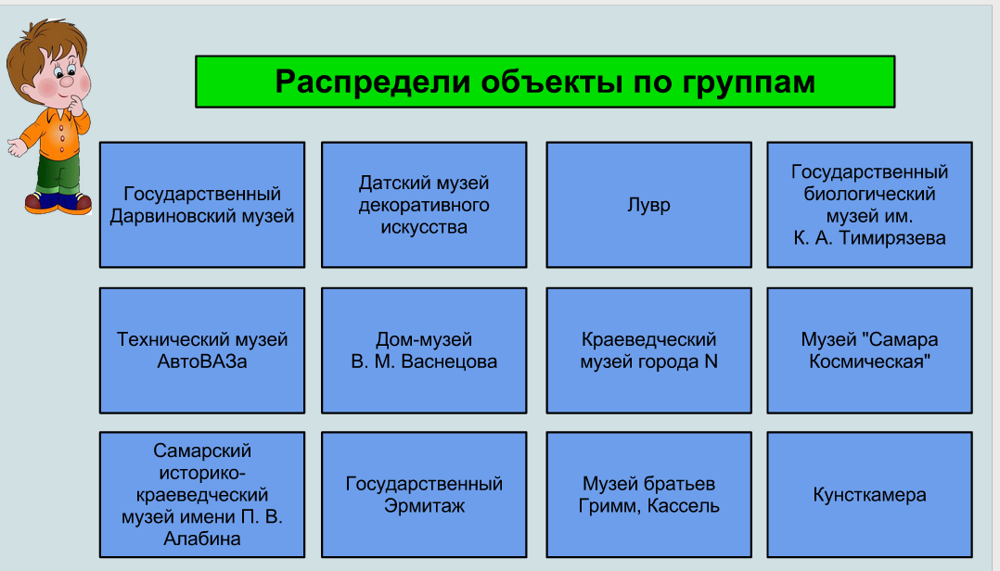 Распредели объекты по группам
Государственный
Дарвиновский музей
Датский музей
декоративного
искусства
Лувр
Государственный
биологический
музей им.
К. А. Тимирязева
Технический музей
АвтоВАЗа
Дом-музей
В. М. Васнецова
Краеведческий
музей города N
Музей "Самара
Космическая"
Самарский
историко-
краеведческий
музей имени П. В.
Алабина
Государственный
Эрмитаж
Музей братьев
Гримм, Кассель
Кунсткамера